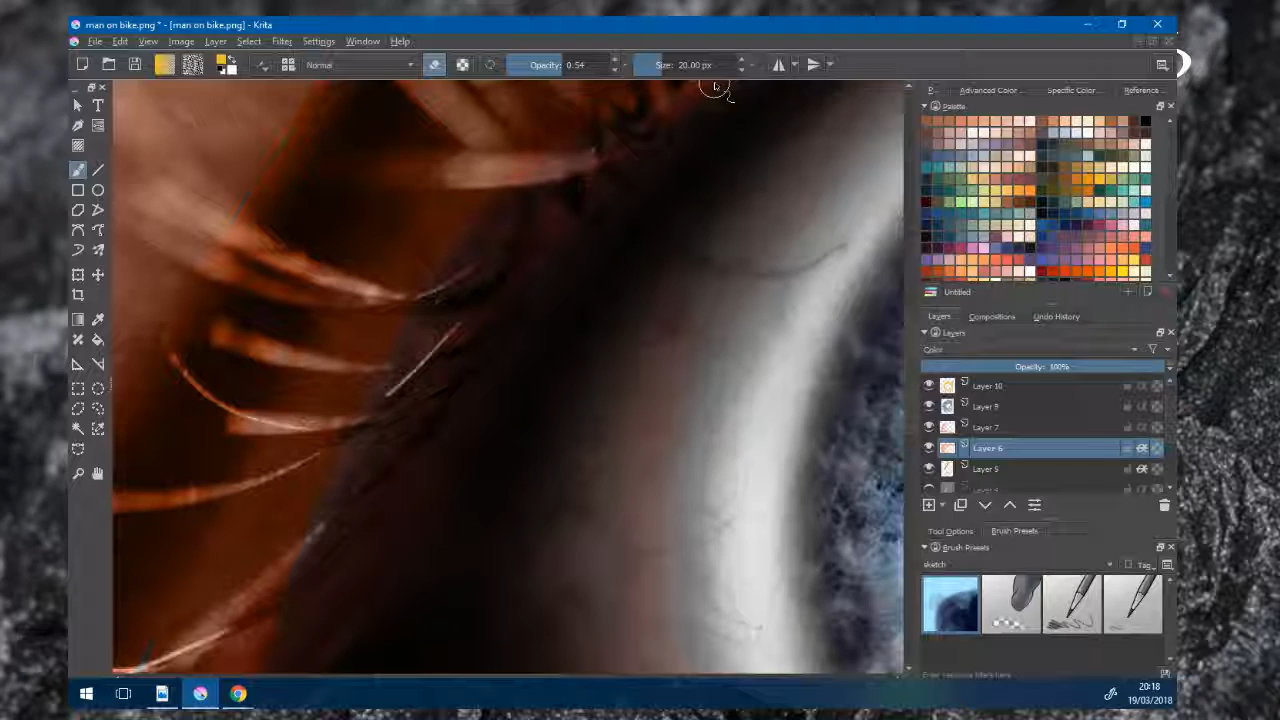 man on bike.png * - [man on bike.png] - Krita
File Edit View Image Layer Select Filter Settings Window Help
Normal Opacity: 0.54 Size: 20.00 px
P... Advanced Color... Specific Color... Reference...
Palette
Untitled
Layers Compositions Undo History
Layers
Color
Opacity: 100%
Layer 10
Layer 9
Layer 7
Layer 6
Layer 5
Tool Options Brush Presets
Brush Presets
sketch Tag
20:18
19/03/2018